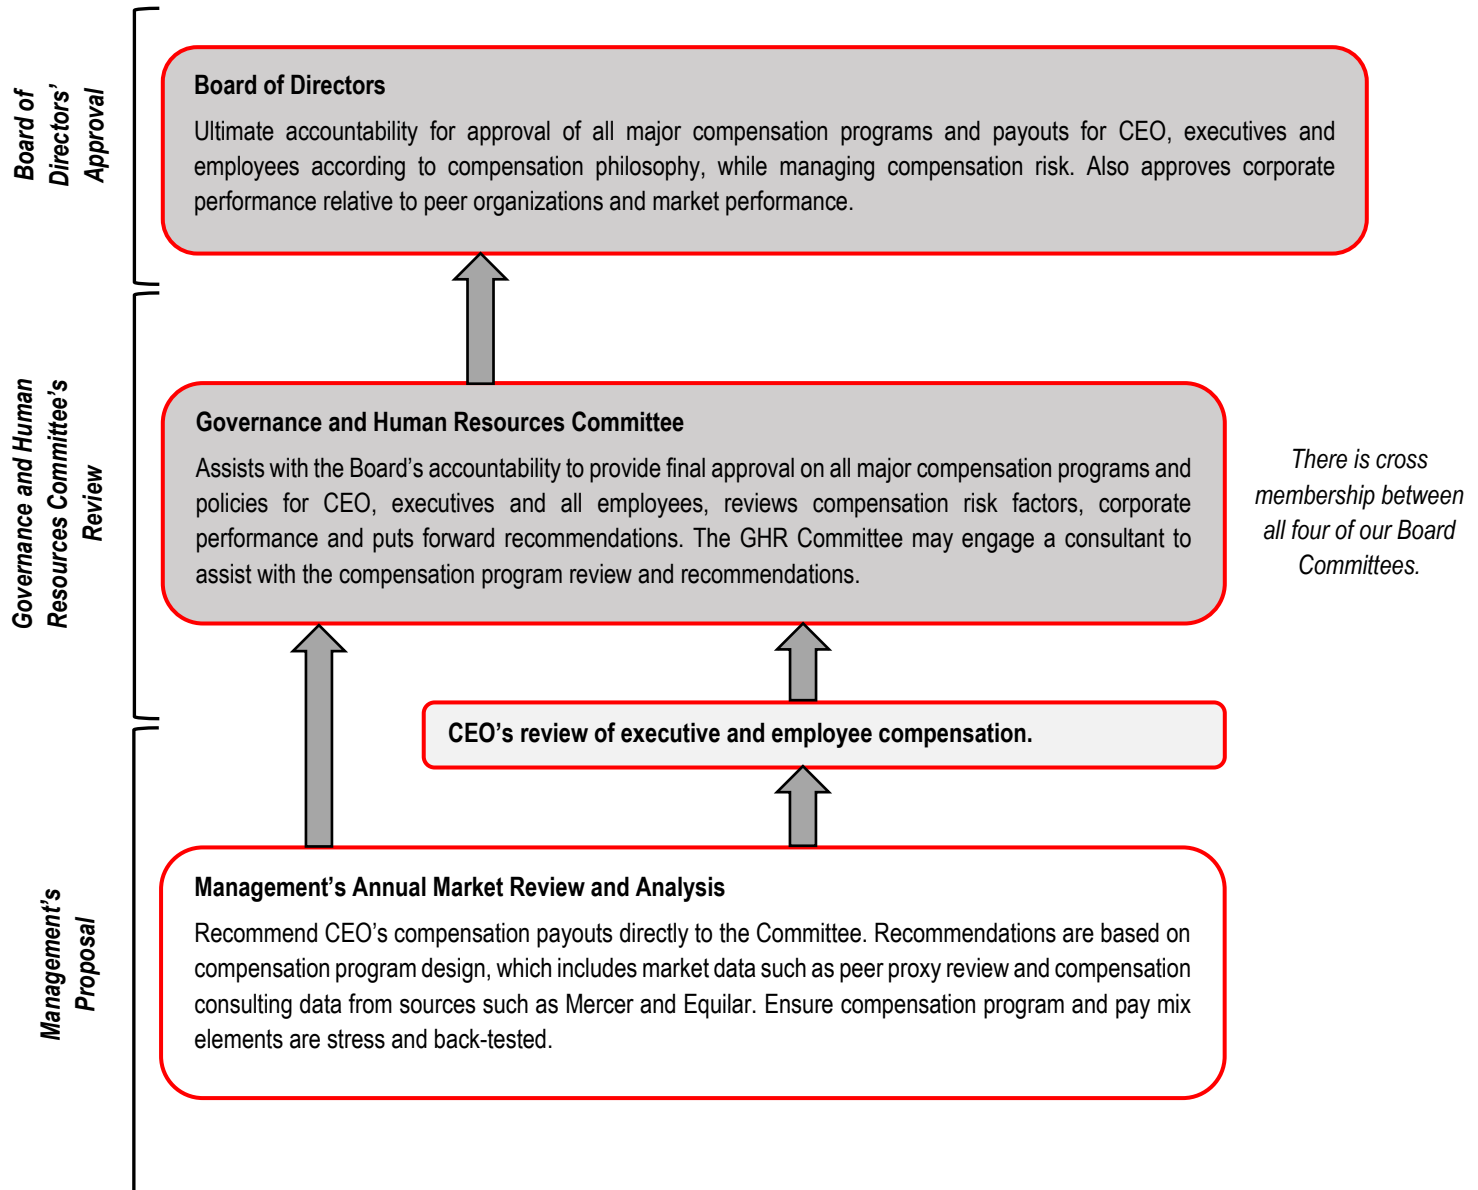 Board of
Directors’
Approval
Board of Directors
Ultimate accountability for approval of all major compensation programs and payouts for CEO, executives and
employees according to compensation philosophy, while managing compensation risk. Also approves corporate
performance relative to peer organizations and market performance.
Governance and Human
Resources Committee’s
Review
Governance and Human Resources Committee
Assists with the Board’s accountability to provide final approval on all major compensation programs and
policies for CEO, executives and all employees, reviews compensation risk factors, corporate
performance and puts forward recommendations. The GHR Committee may engage a consultant to
assist with the compensation program review and recommendations.
There is cross
membership between
all four of our Board
Committees.
CEO’s review of executive and employee compensation.
Management’s
Proposal
Management’s Annual Market Review and Analysis
Recommend CEO’s compensation payouts directly to the Committee. Recommendations are based on
compensation program design, which includes market data such as peer proxy review and compensation
consulting data from sources such as Mercer and Equilar. Ensure compensation program and pay mix
elements are stress and back-tested.